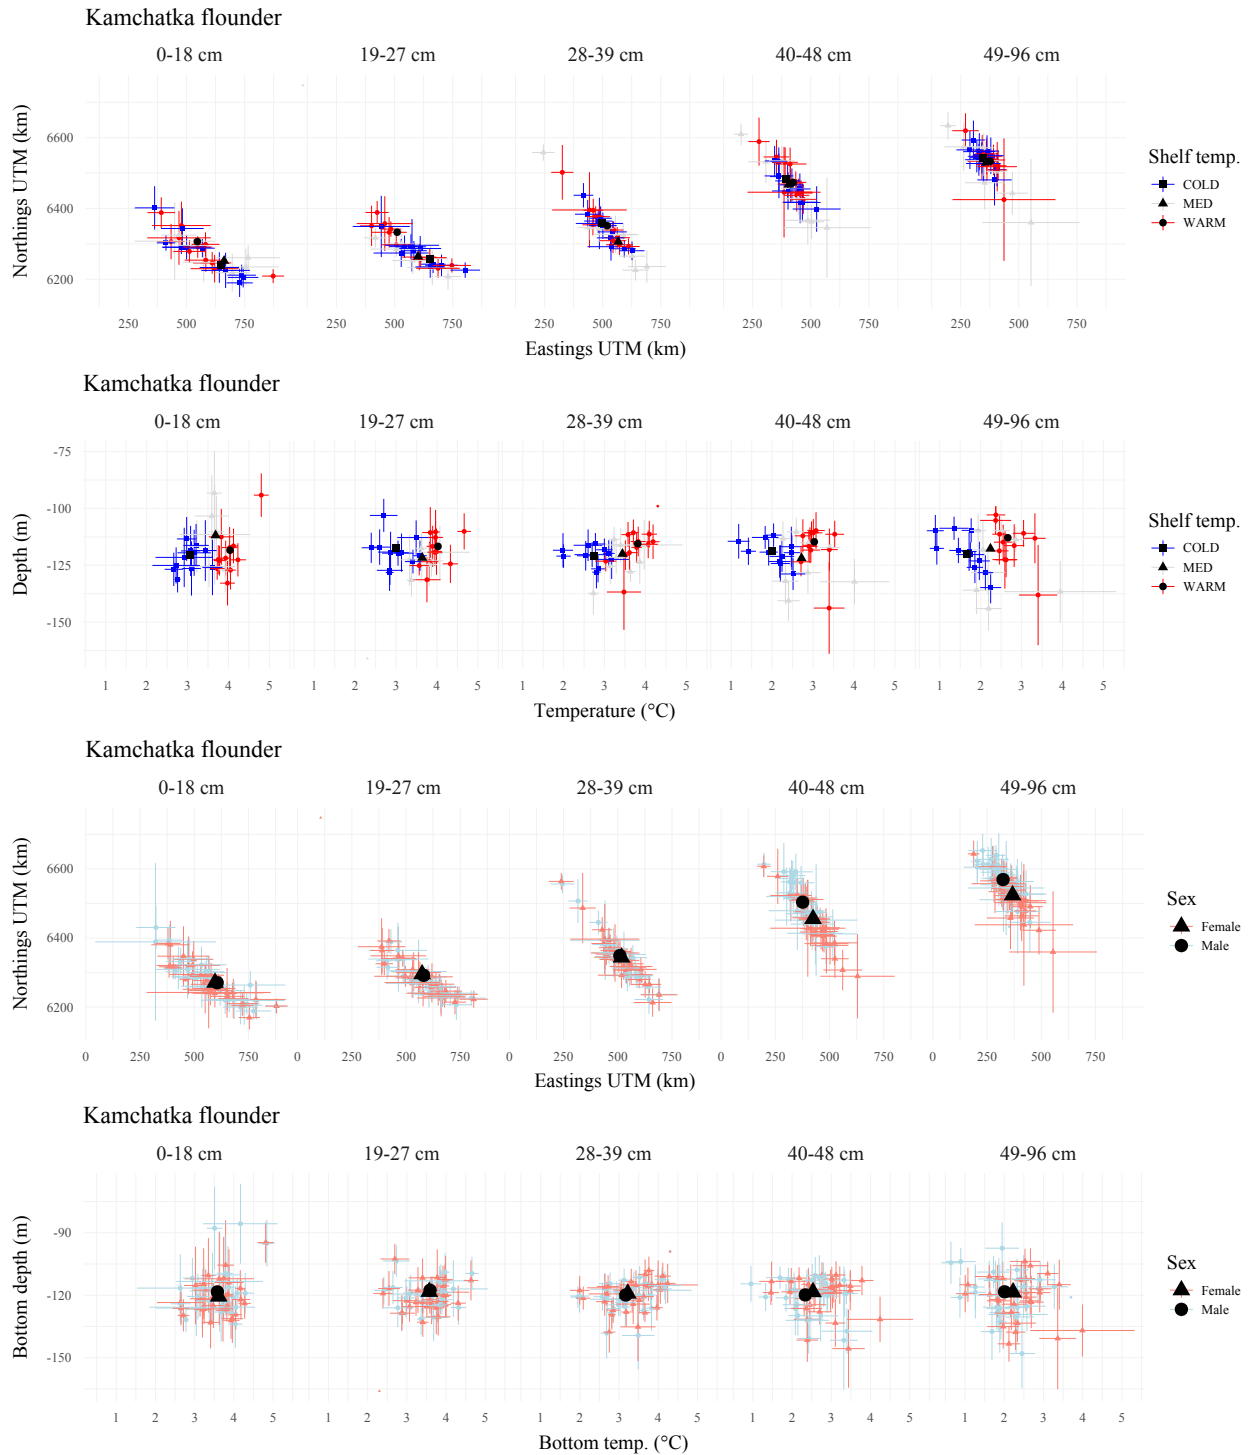 Kamchatka flounder
0-18 cm 19-27 cm 28-39 cm 40-48 cm 49-96 cm
Northings UTM (km)
6600
6400
6200
250 500 750 250 500 750 250 500 750 250 500 750 250 500 750
Eastings UTM (km)
Shelf temp.
COLD
MED
WARM
Kamchatka flounder
0-18 cm 19-27 cm 28-39 cm 40-48 cm 49-96 cm
Depth (m)
-75
-100
-125
-150
1 2 3 4 5 1 2 3 4 5 1 2 3 4 5 1 2 3 4 5 1 2 3 4 5
Temperature (°C)
Shelf temp.
COLD
MED
WARM
Kamchatka flounder
0-18 cm 19-27 cm 28-39 cm 40-48 cm 49-96 cm
Northings UTM (km)
6600
6400
6200
0 250 500 750 0 250 500 750 0 250 500 750 0 250 500 750 0 250 500 750
Eastings UTM (km)
Sex
Female
Male
Kamchatka flounder
0-18 cm 19-27 cm 28-39 cm 40-48 cm 49-96 cm
Bottom depth (m)
-90
-120
-150
1 2 3 4 5 1 2 3 4 5 1 2 3 4 5 1 2 3 4 5 1 2 3 4 5
Bottom temp. (°C)
Sex
Female
Male